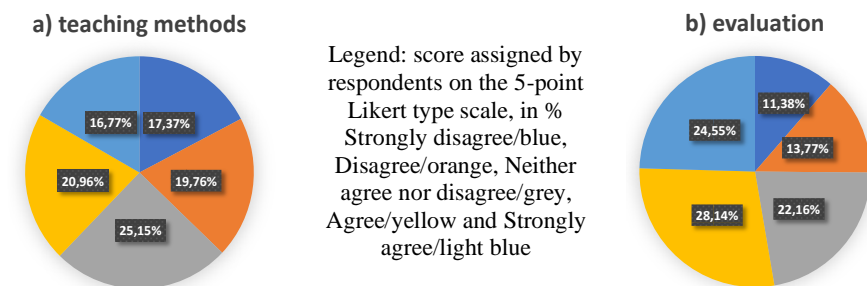 a) teaching methods
16,77%
17,37%
20,96%
19,76%
25,15%
Legend: score assigned by
respondents on the 5-point
Likert type scale, in %
Strongly disagree/blue,
Disagree/orange, Neither
agree nor disagree/grey,
Agree/yellow and Strongly
agree/light blue
b) evaluation
11,38%
24,55%
13,77%
28,14%
22,16%